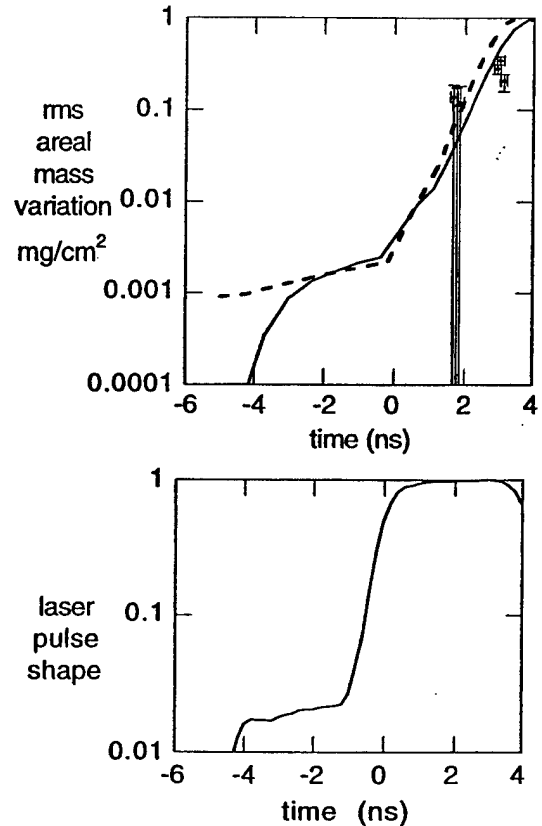 1
0.1
0.01
0.001
0.0001
rms
areal
mass
variation
mg/cm²
-6 -4 -2 0 2 4
time (ns)
1
0.1
0.01
laser
pulse
shape
-6 -4 -2 0 2 4
time (ns)